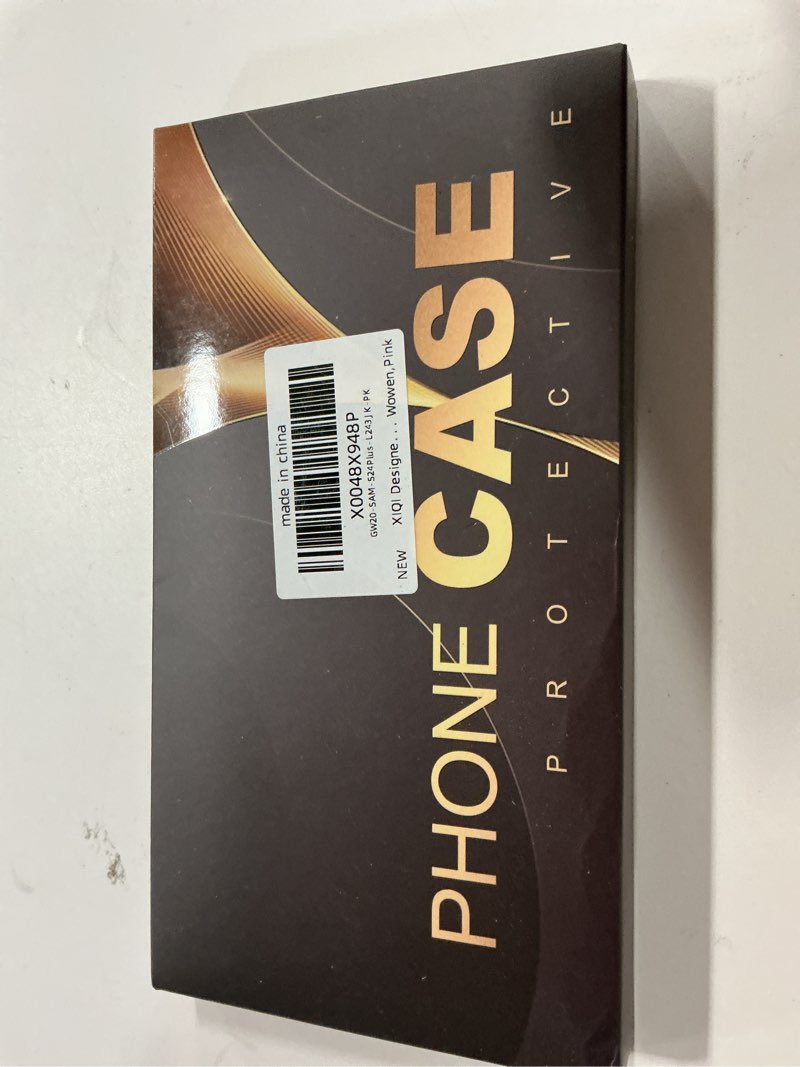 PHONE CASE
PROTECTIVE
made in china
X0048X948P
GW20-SAM-S24Plus-L243JK-PK
XIQI Designe... Wowen,Pink
NEW